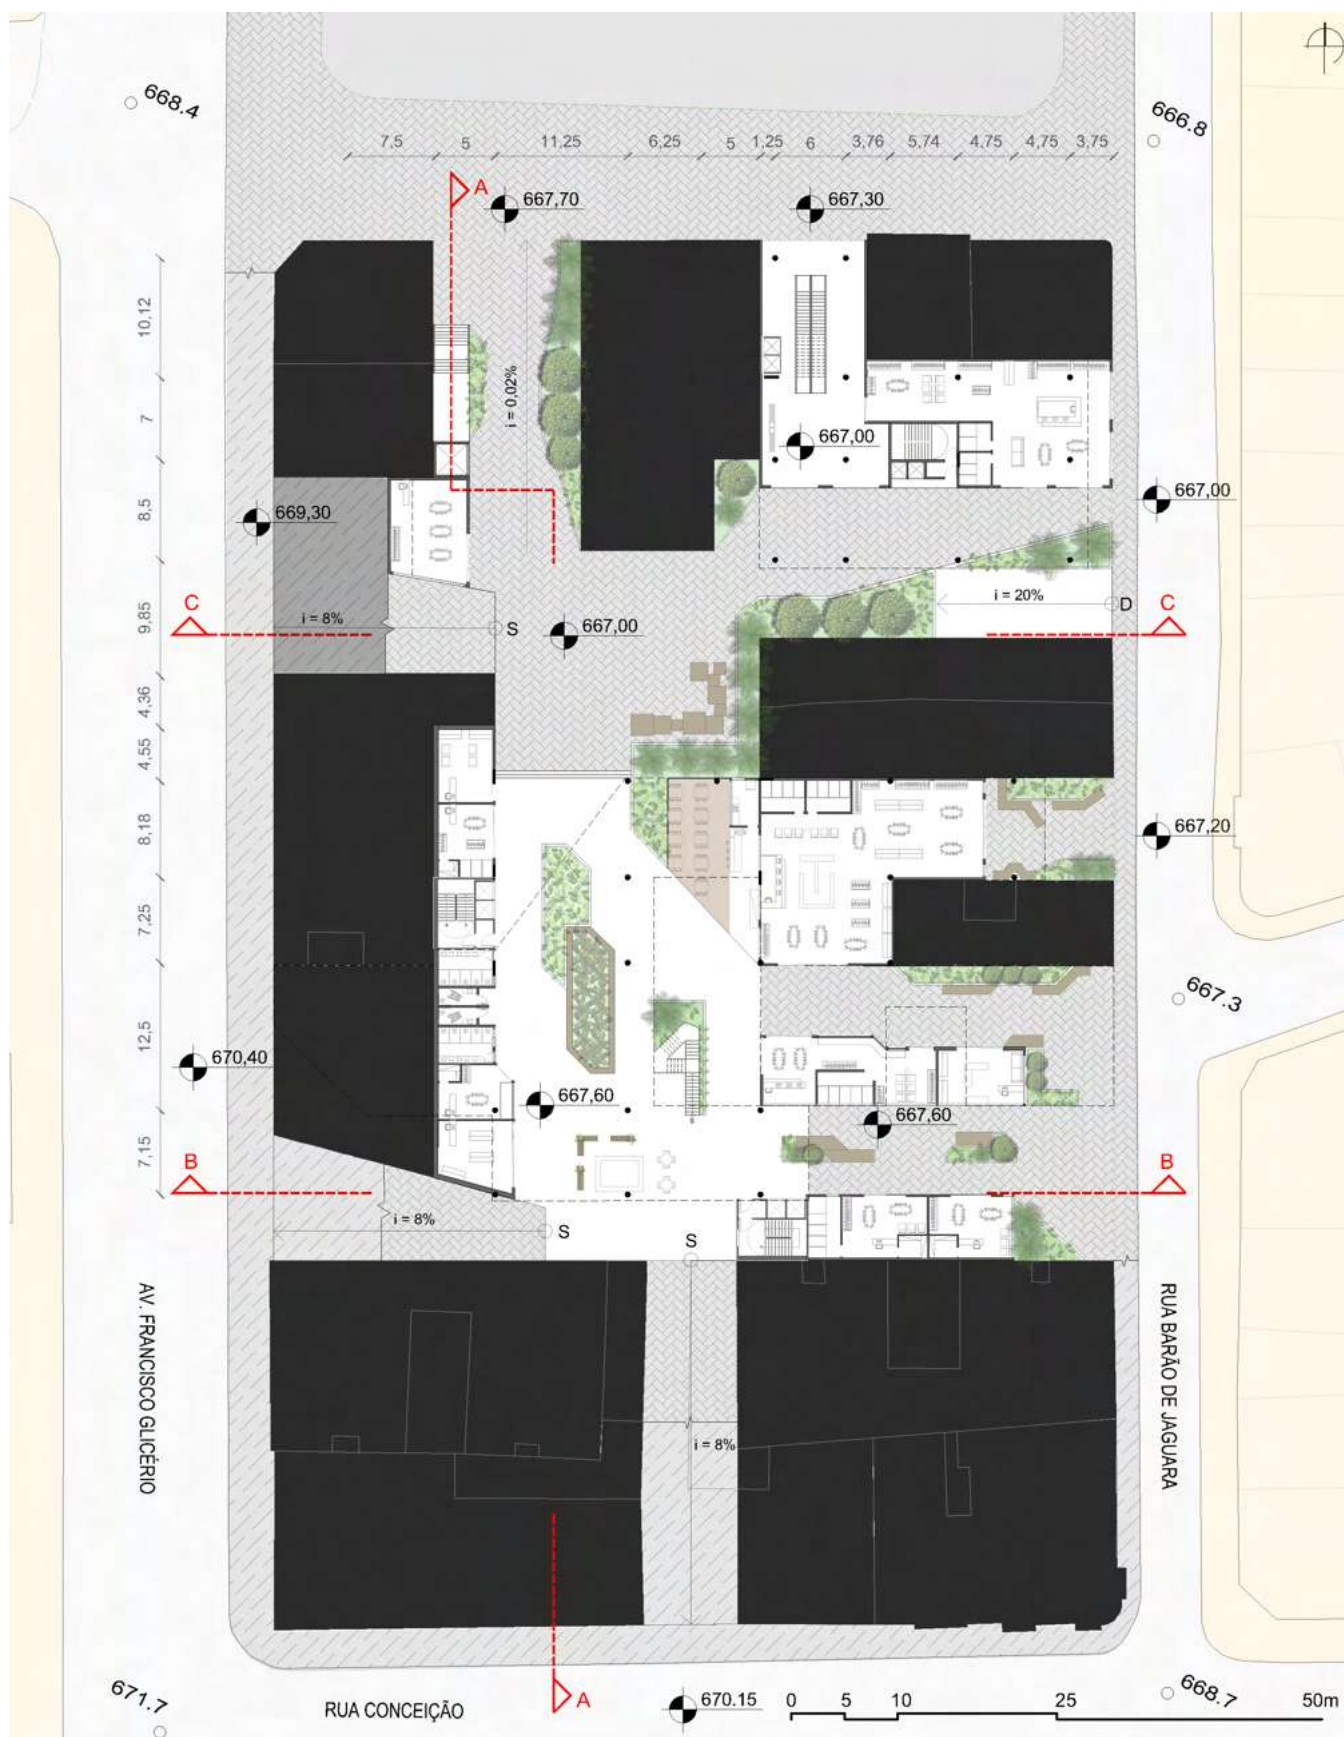 668.4
666.8
7,5 5 11,25 6,25 5 1,25 6 3,76 5,74 4,75 4,75 3,75
A
667,70
667,30
10,12
i = 0,02%
7
667,00
8,5
669,30
667,00
9,85
C
i = 8%
S
667,00
i = 20%
D
C
4,36
4,55
8,18
667,20
7,25
667.3
12,5
670,40
667,60
667,60
7,15
B
B
i = 8%
S
S
AV. FRANCISCO GLICÉRIO
RUA BARÃO DE JAGUARA
i = 8%
671.7
RUA CONCEIÇÃO
A
670.15
0 5 10 25 50m
668.7